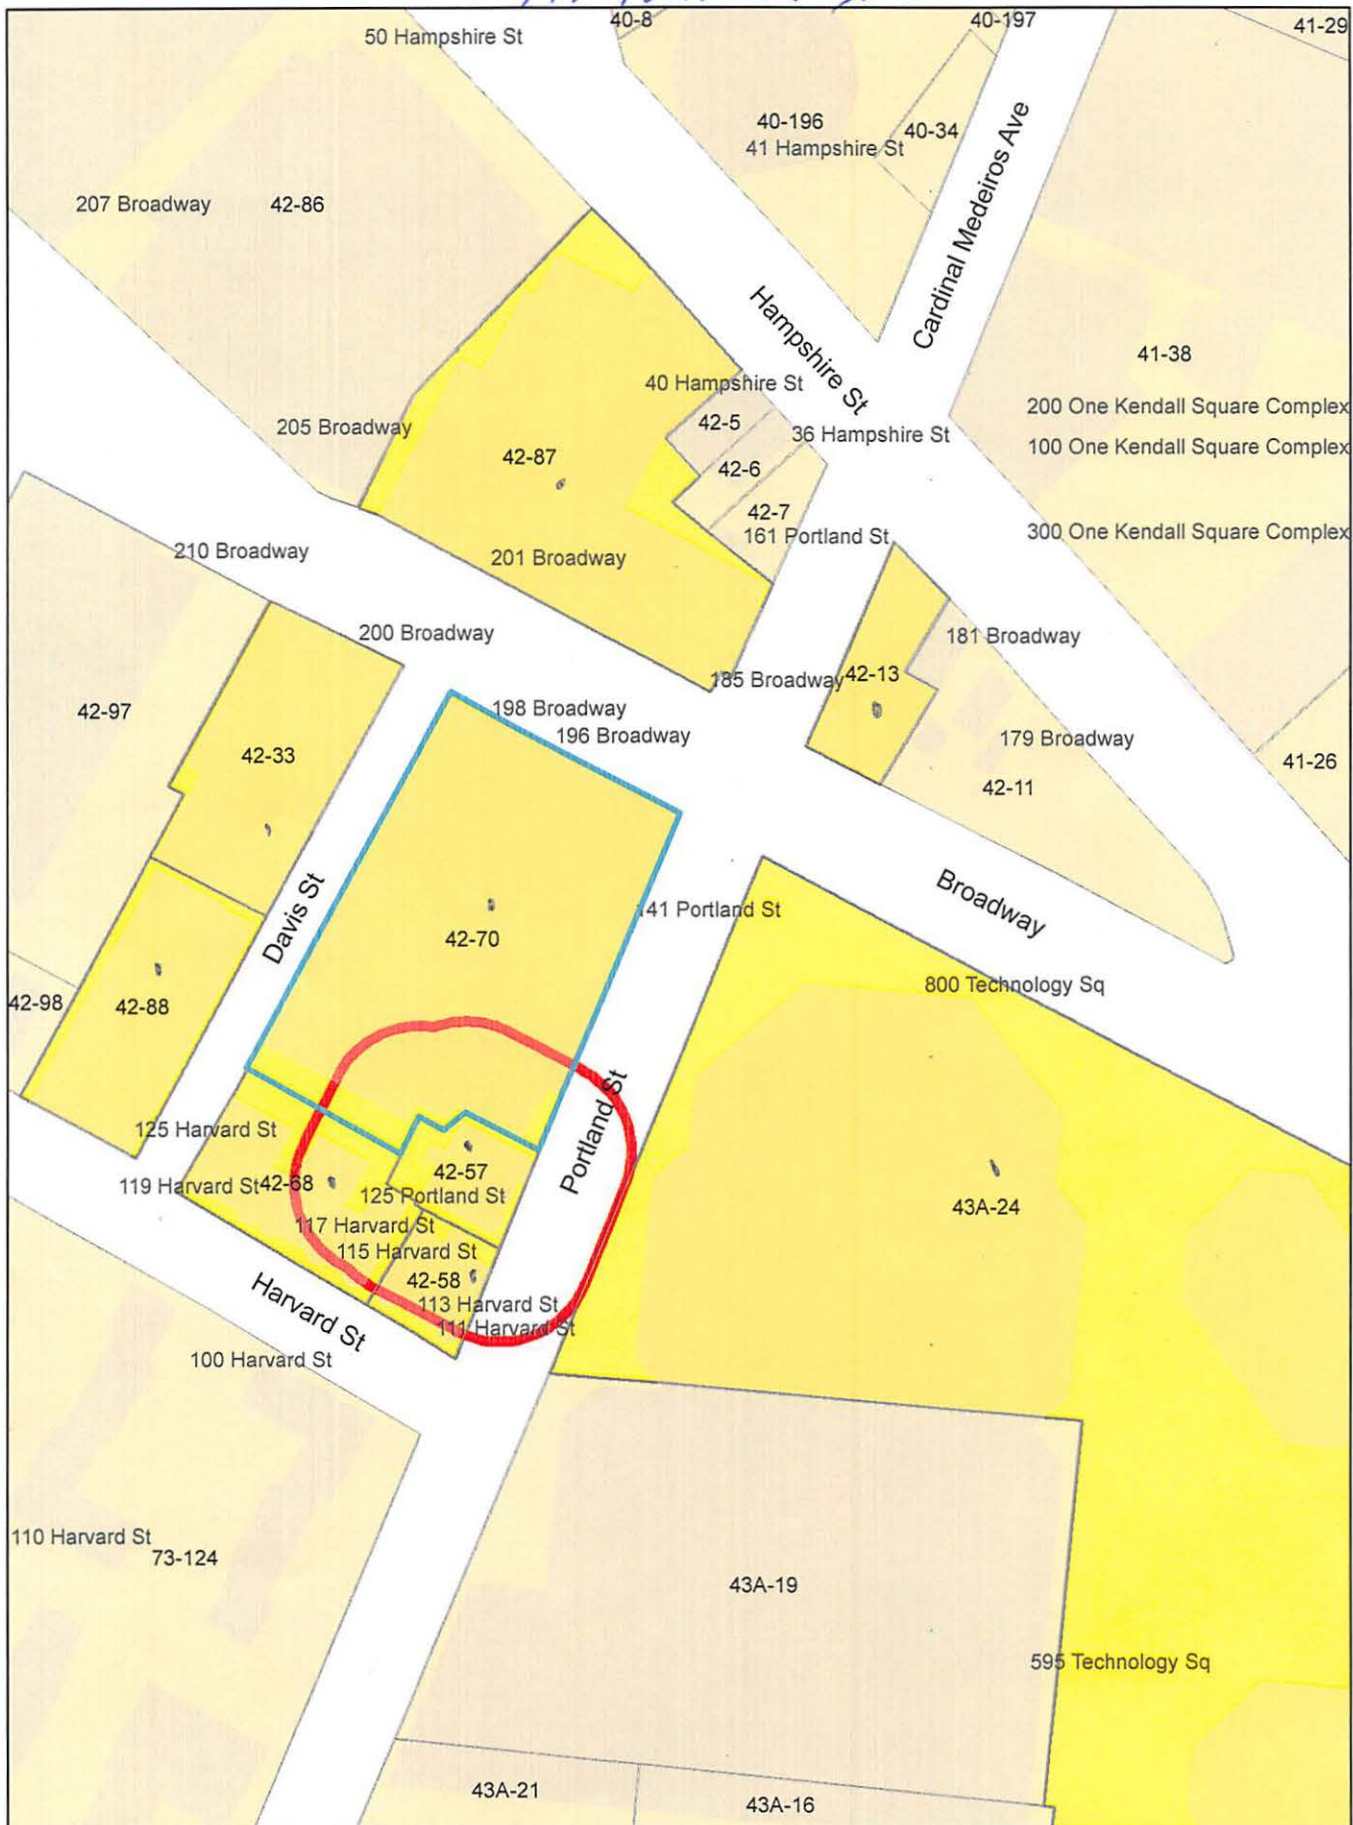 40-8
40-197
41-29
50 Hampshire St
40-196
40-34
41 Hampshire St
Cardinal Medeiros Ave
207 Broadway
42-86
Hampshire St
41-38
40 Hampshire St
200 One Kendall Square Complex
42-5
205 Broadway
36 Hampshire St
100 One Kendall Square Complex
42-87
42-6
42-7
161 Portland St
300 One Kendall Square Complex
210 Broadway
201 Broadway
200 Broadway
181 Broadway
185 Broadway
42-13
42-97
198 Broadway
196 Broadway
179 Broadway
42-33
41-26
42-11
Davis St
Broadway
141 Portland St
42-70
800 Technology Sq
42-98
42-88
Portland St
125 Harvard St
42-57
119 Harvard St
42-68
125 Portland St
43A-24
117 Harvard St
115 Harvard St
42-58
113 Harvard St
111 Harvard St
Harvard St
100 Harvard St
110 Harvard St
73-124
43A-19
595 Technology Sq
43A-21
43A-16